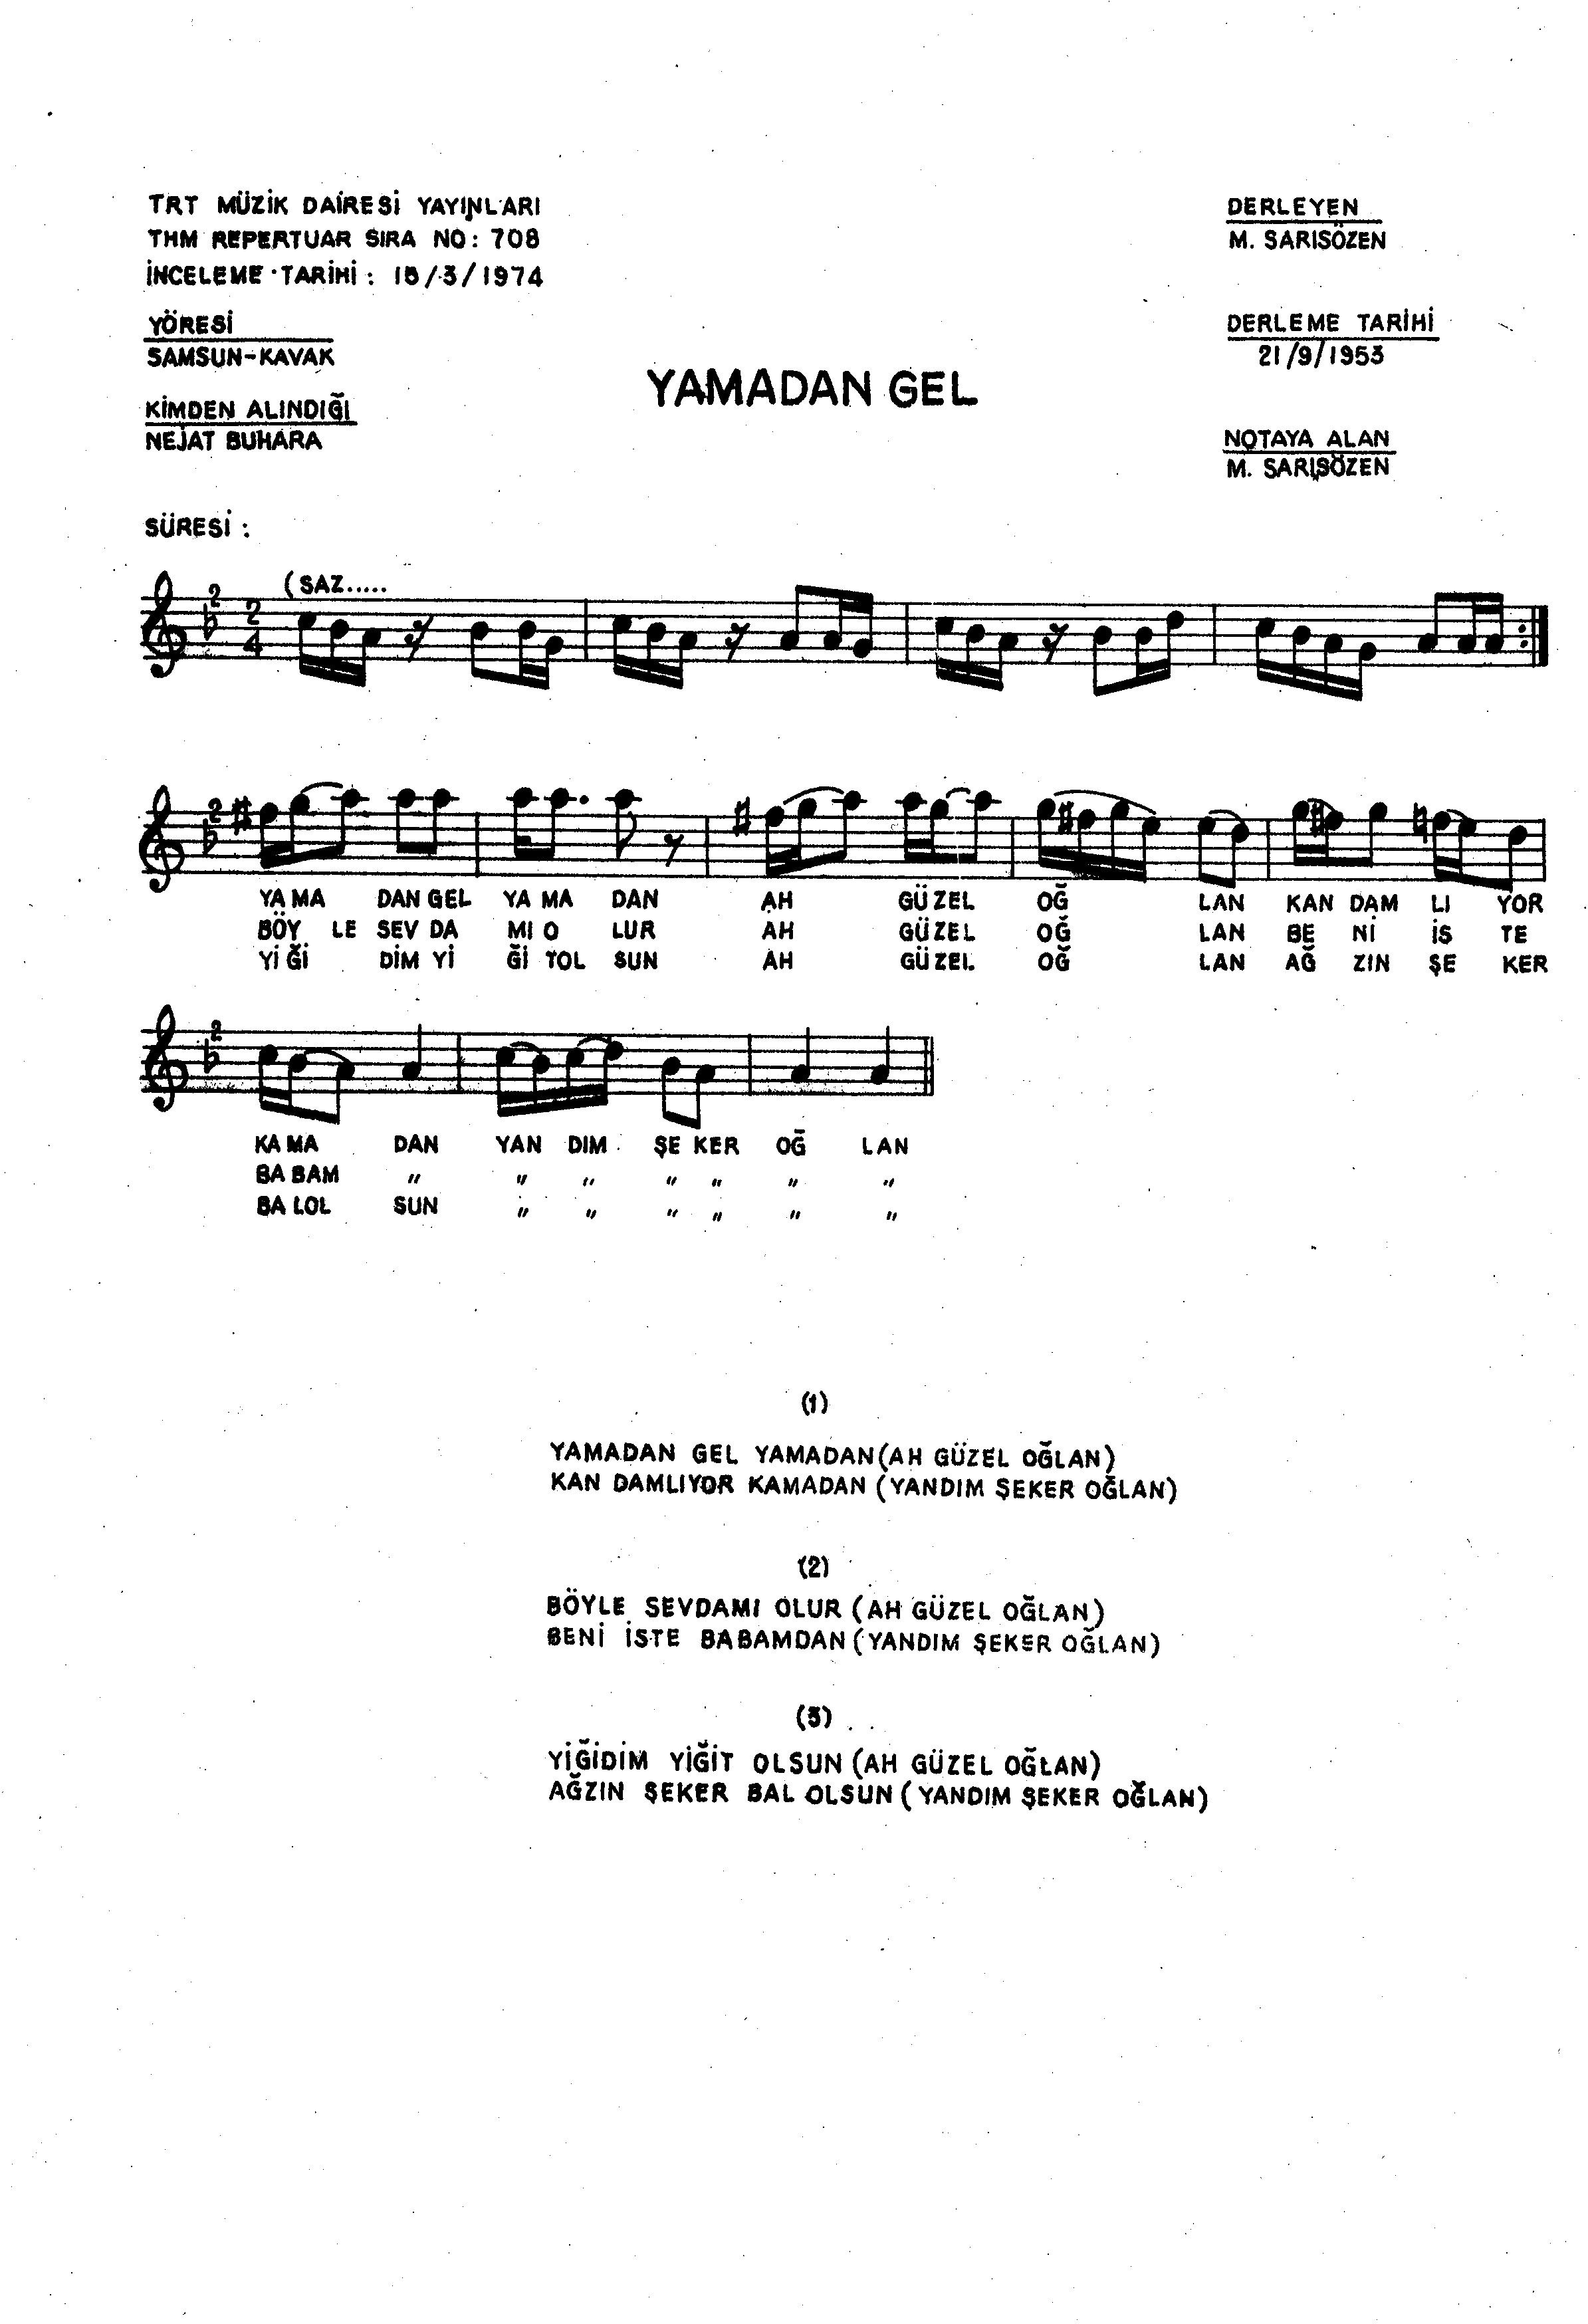 TRT MÜZİK DAİRESİ YAYINLARI
THM REPERTUAR SIRA NO: 708
İNCELEME TARİHİ: 15/3/1974
YÖRESİ
SAMSUN-KAVAK
KİMDEN ALINDIĞI
NEJAT BUHARA
SÜRESİ:
DERLEYEN
M. SARISÖZEN
DERLEME TARİHİ
21/9/1953
NOTAYA ALAN
M. SARISÖZEN
YAMADAN GEL
(SAZ.....
2
2
4
2
YA MA DAN GEL YA MA DAN AH GÜ ZEL OĞ LAN KAN DAM LI YOR
BÖY LE SEV DA MI O LUR AH GÜ ZEL OĞ LAN BE Nİ İS TE
Yİ Ğİ DİM Yİ Ğİ TOL SUN AH GÜ ZEL OĞ LAN AĞ ZIN ŞE KER
2
KA MA DAN YAN DIM ŞE KER OĞ LAN
BA BAM " " " " " " "
BA LOL SUN " " " " " "
(1)
YAMADAN GEL YAMADAN (AH GÜZEL OĞLAN)
KAN DAMLIYOR KAMADAN (YANDIM ŞEKER OĞLAN)
(2)
BÖYLE SEVDAMI OLUR (AH GÜZEL OĞLAN)
BENİ İSTE BABAMDAN (YANDIM ŞEKER OĞLAN)
(3)
YİĞİDİM YİĞİT OLSUN (AH GÜZEL OĞLAN)
AĞZIN ŞEKER BAL OLSUN (YANDIM ŞEKER OĞLAN)